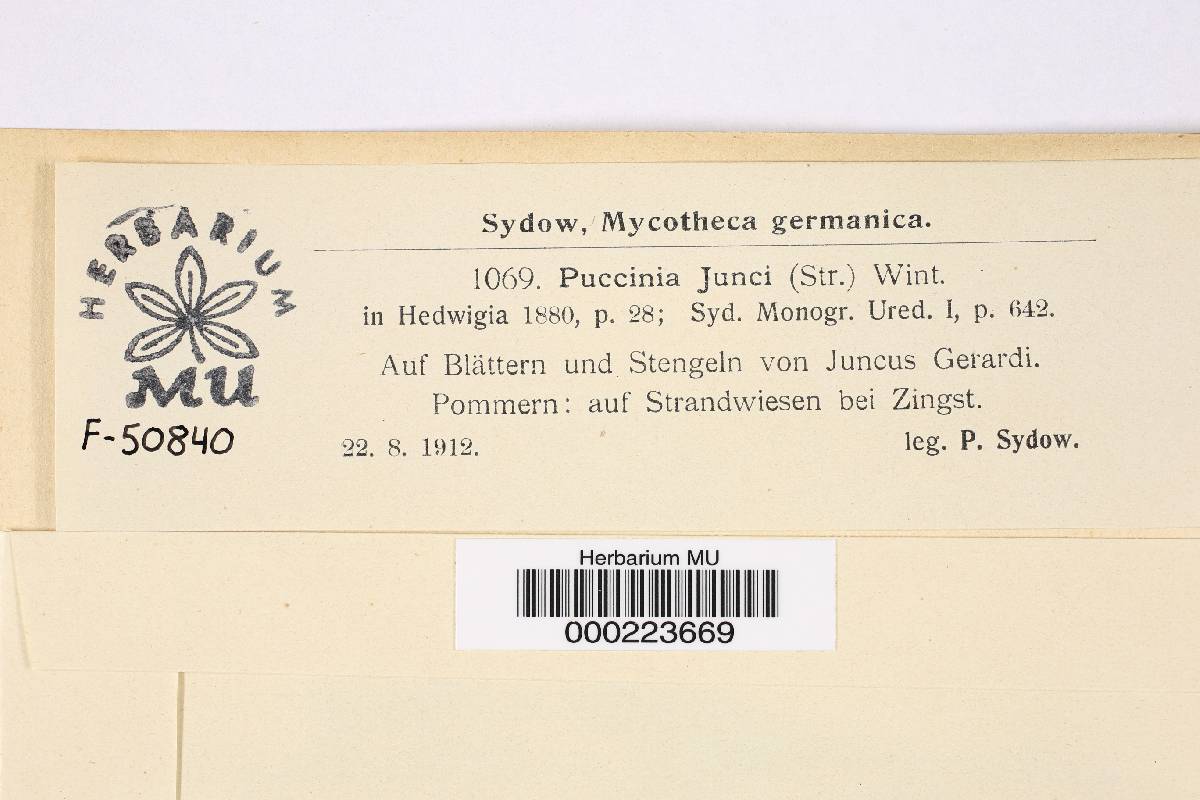 HERBARIUM
MU
F-50840
Sydow, Mycotheca germanica.
1069. Puccinia Junci (Str.) Wint.
in Hedwigia 1880, p. 28; Syd. Monogr. Ured. I, p. 642.
Auf Blättern und Stengeln von Juncus Gerardi.
Pommern: auf Strandwiesen bei Zingst.
22. 8. 1912. leg. P. Sydow.
Herbarium MU
000223669